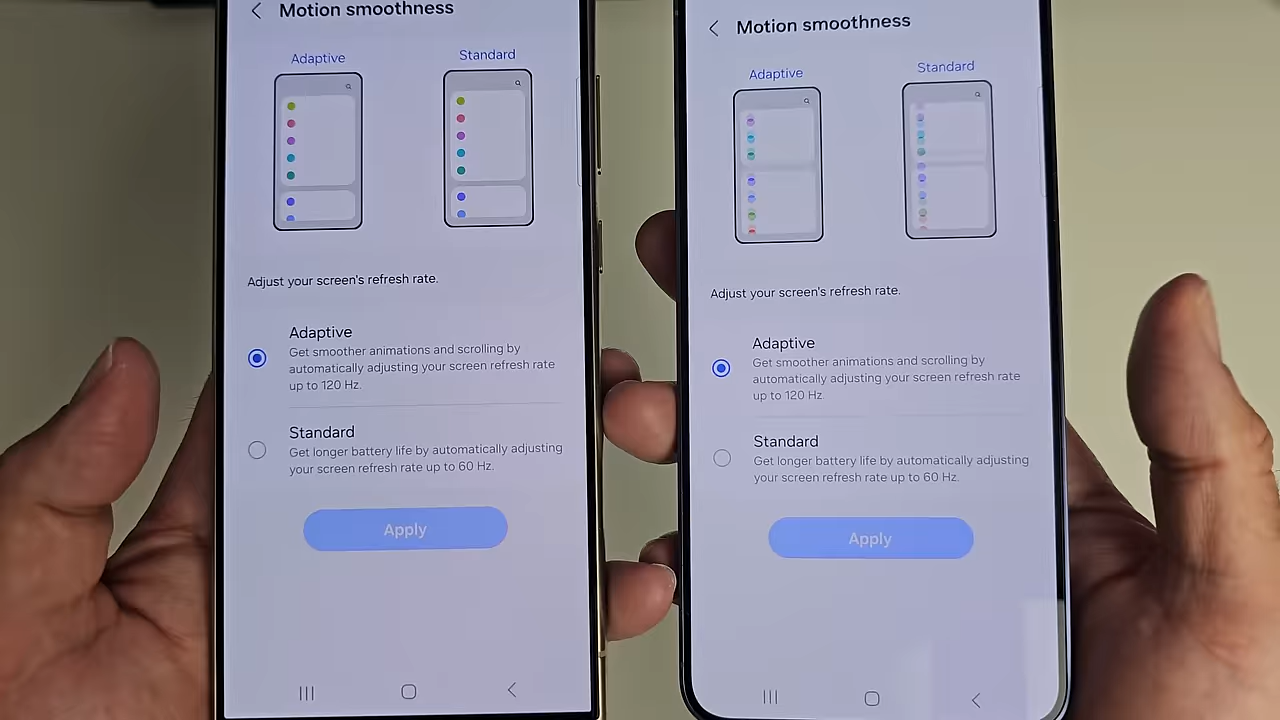 Motion smoothness
Adaptive
Standard
Adjust your screen's refresh rate.
Adaptive
Get smoother animations and scrolling by
automatically adjusting your screen refresh rate
up to 120 Hz.
Standard
Get longer battery life by automatically adjusting
your screen refresh rate up to 60 Hz.
Apply
Motion smoothness
Adaptive
Standard
Adjust your screen's refresh rate.
Adaptive
Get smoother animations and scrolling by
automatically adjusting your screen refresh rate
up to 120 Hz.
Standard
Get longer battery life by automatically adjusting
your screen refresh rate up to 60 Hz.
Apply